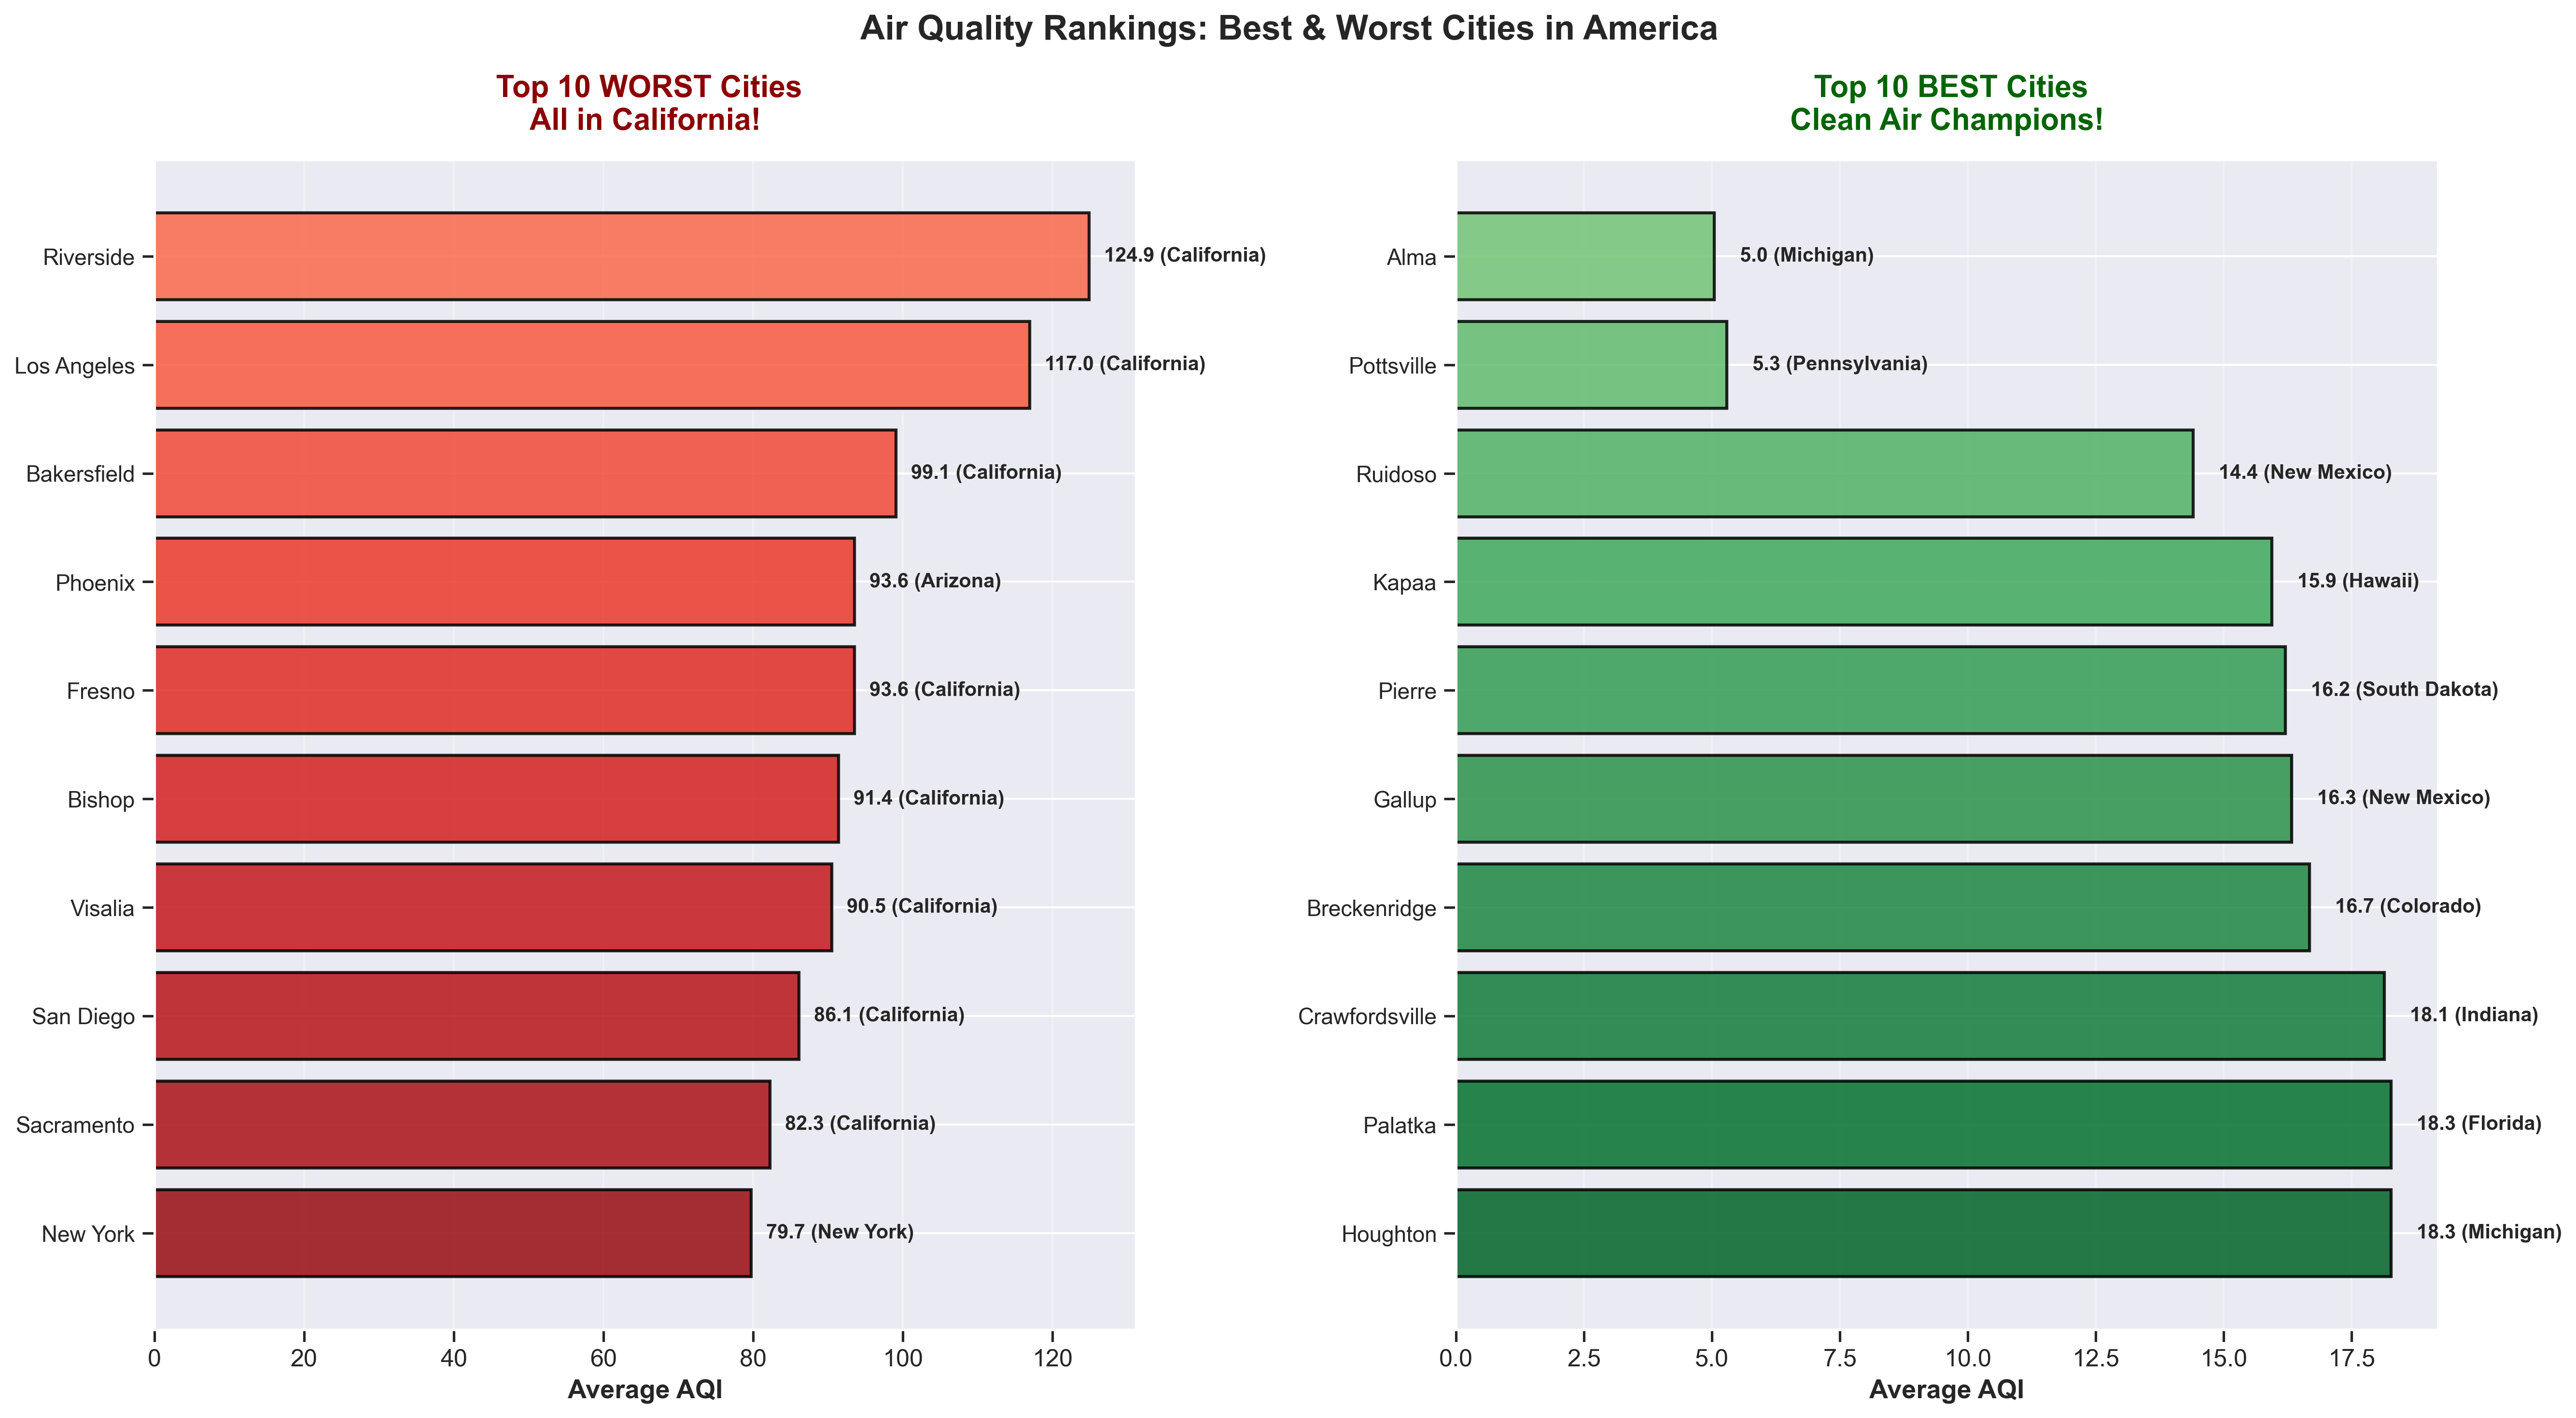 Air Quality Rankings: Best & Worst Cities in America
Top 10 WORST Cities
All in California!
Riverside
124.9 (California)
Los Angeles
117.0 (California)
Bakersfield
99.1 (California)
Phoenix
93.6 (Arizona)
Fresno
93.6 (California)
Bishop
91.4 (California)
Visalia
90.5 (California)
San Diego
86.1 (California)
Sacramento
82.3 (California)
New York
79.7 (New York)
0 20 40 60 80 100 120
Average AQI
Top 10 BEST Cities
Clean Air Champions!
Alma
5.0 (Michigan)
Pottsville
5.3 (Pennsylvania)
Ruidoso
14.4 (New Mexico)
Kapaa
15.9 (Hawaii)
Pierre
16.2 (South Dakota)
Gallup
16.3 (New Mexico)
Breckenridge
16.7 (Colorado)
Crawfordsville
18.1 (Indiana)
Palatka
18.3 (Florida)
Houghton
18.3 (Michigan)
0.0 2.5 5.0 7.5 10.0 12.5 15.0 17.5
Average AQI